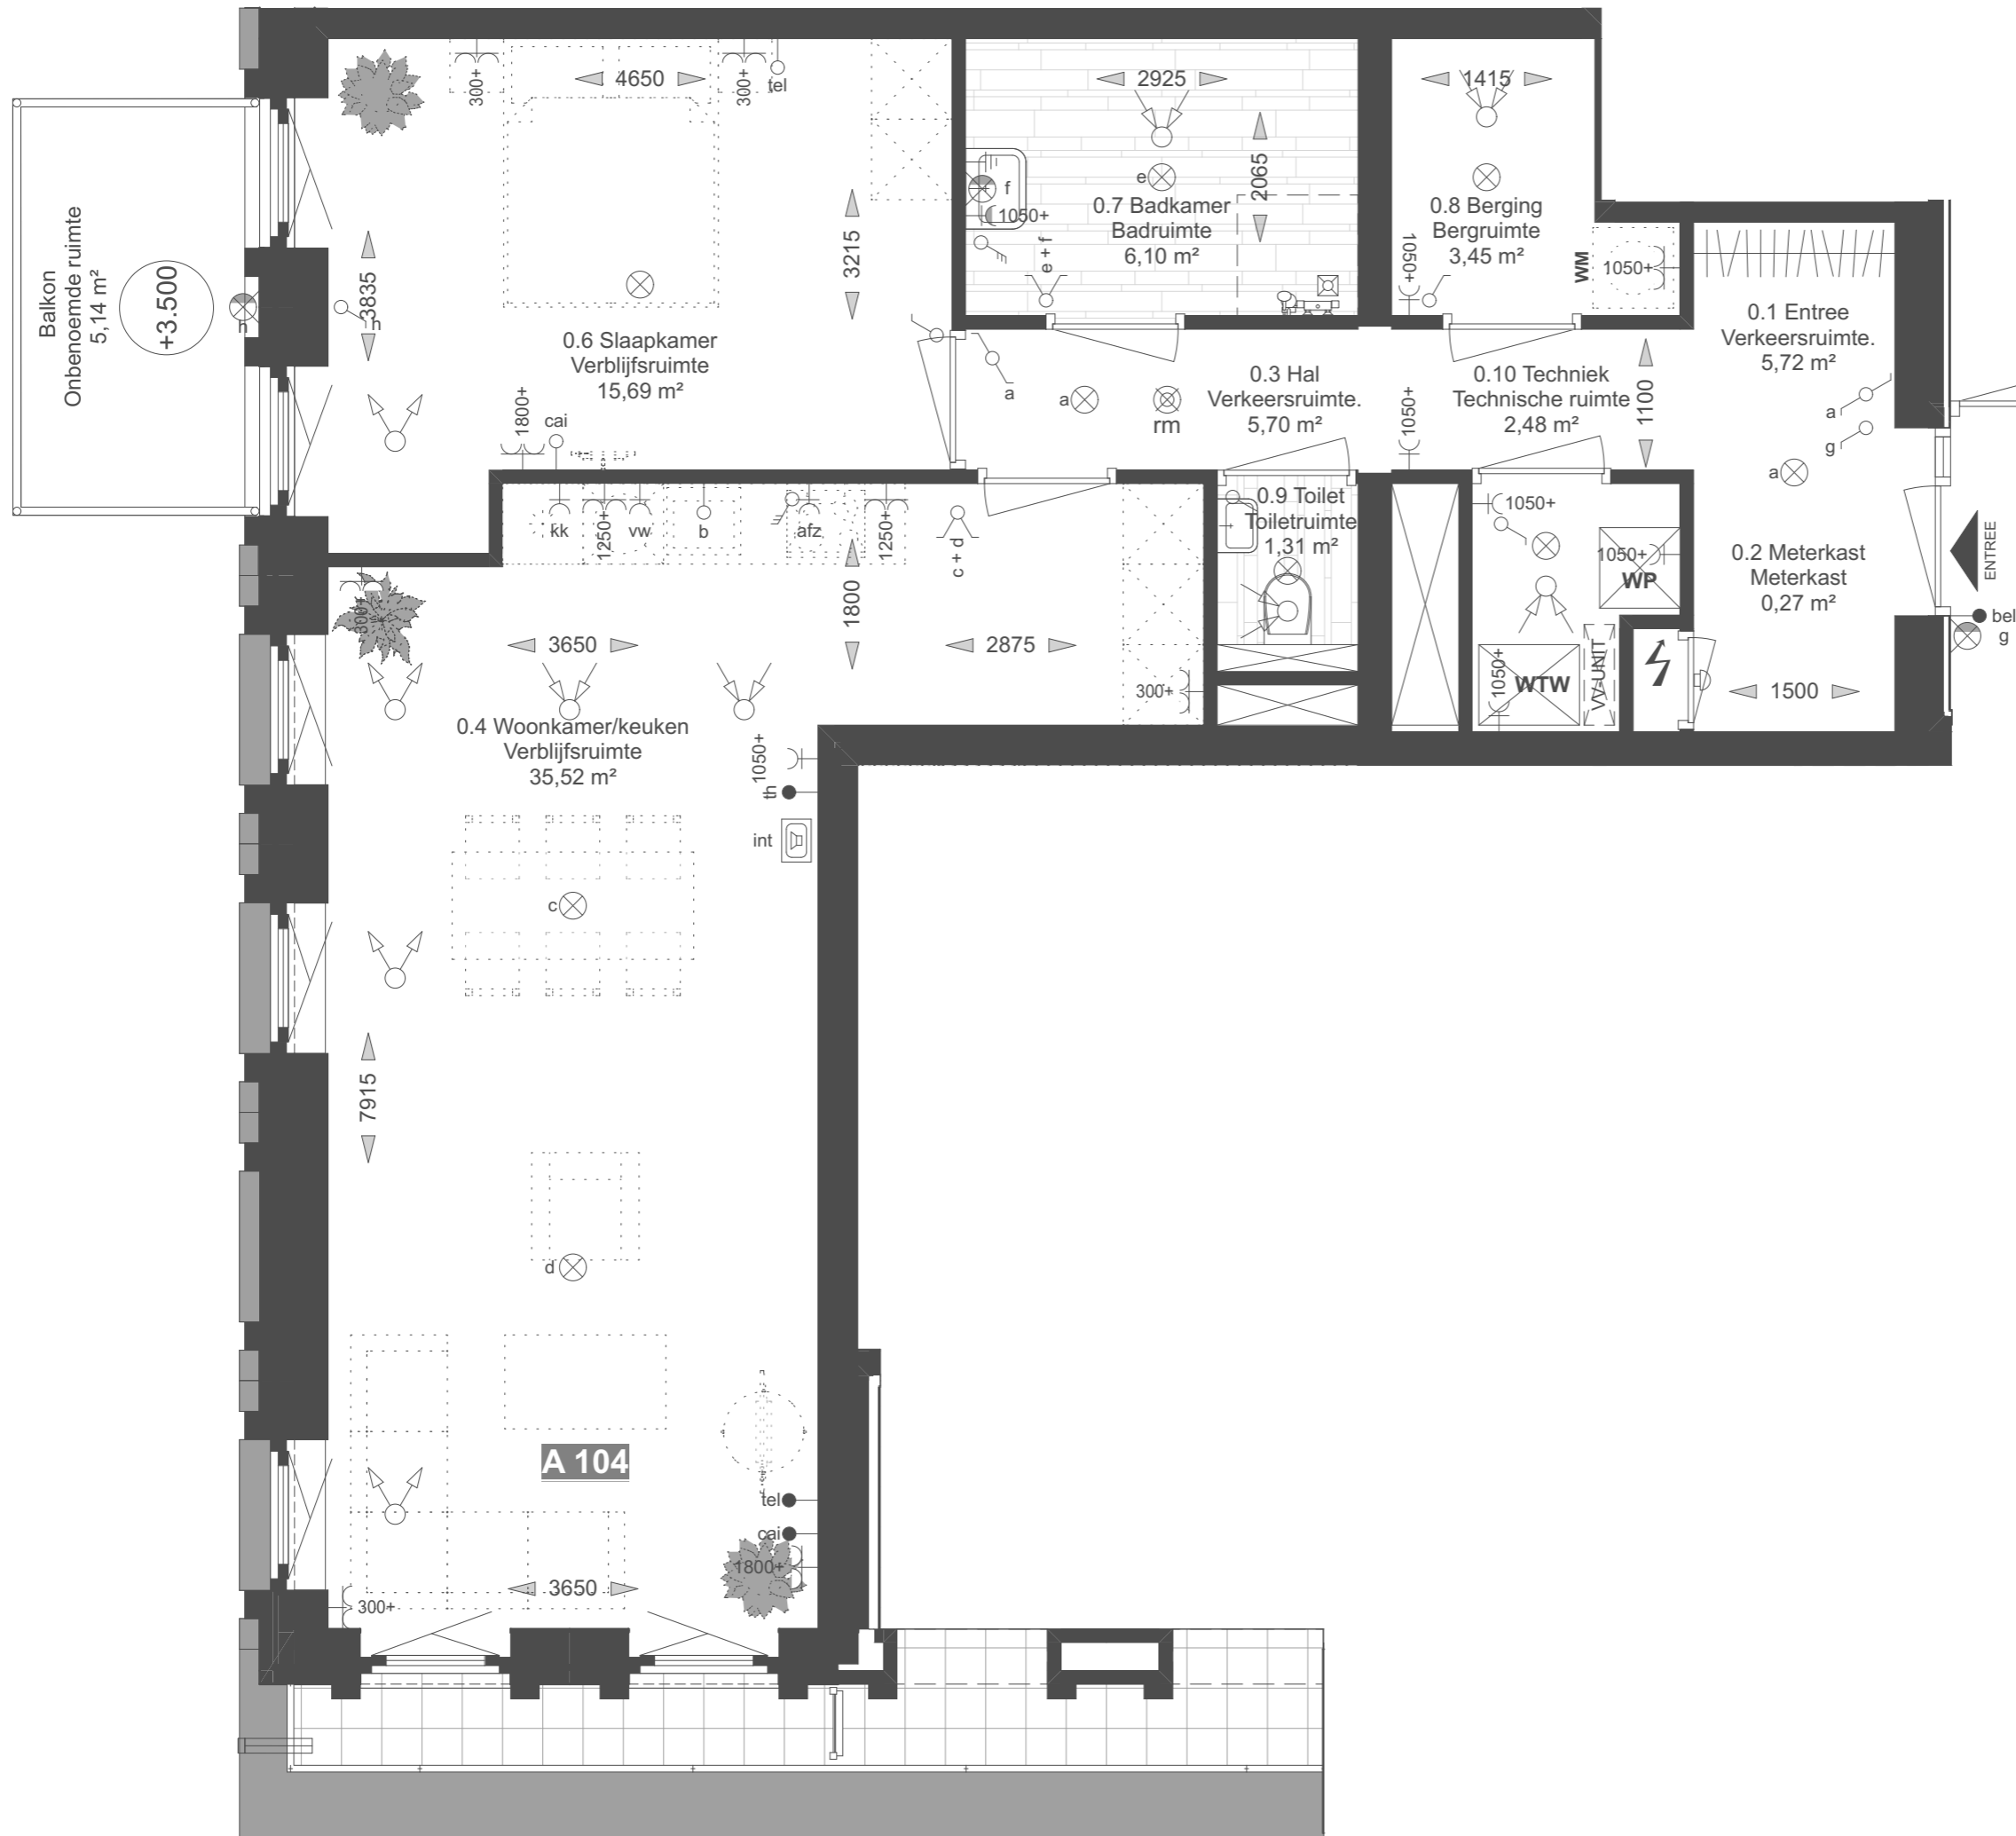 4650
2925
1415
300+
300+
tel
2065
e
f
1050+
0.7 Badkamer
Badruimte
6,10 m²
e + f
0.8 Berging
Bergruimte
3,45 m²
1050+
WM
1050+
Balkon
Onbenoemde ruimte
5,14 m²
+3.500
h
h
3835
3215
0.6 Slaapkamer
Verblijfsruimte
15,69 m²
0.1 Entree
Verkeersruimte.
5,72 m²
1800+
cai
a
a
rm
0.3 Hal
Verkeersruimte.
5,70 m²
1050+
0.10 Techniek
Technische ruimte
2,48 m²
1100
a
g
a
kk
1250+
vw
b
afz
1250+
c + d
0.9 Toilet
Toiletruimte
1,31 m²
1050+
1050+
WP
0.2 Meterkast
Meterkast
0,27 m²
ENTREE
bel
g
300+
1800
3650
2875
300+
1050+
WTW
VV-UNIT
1500
0.4 Woonkamer/keuken
Verblijfsruimte
35,52 m²
1050+
th
int
c
7915
d
A 104
tel
cai
1800+
3650
300+